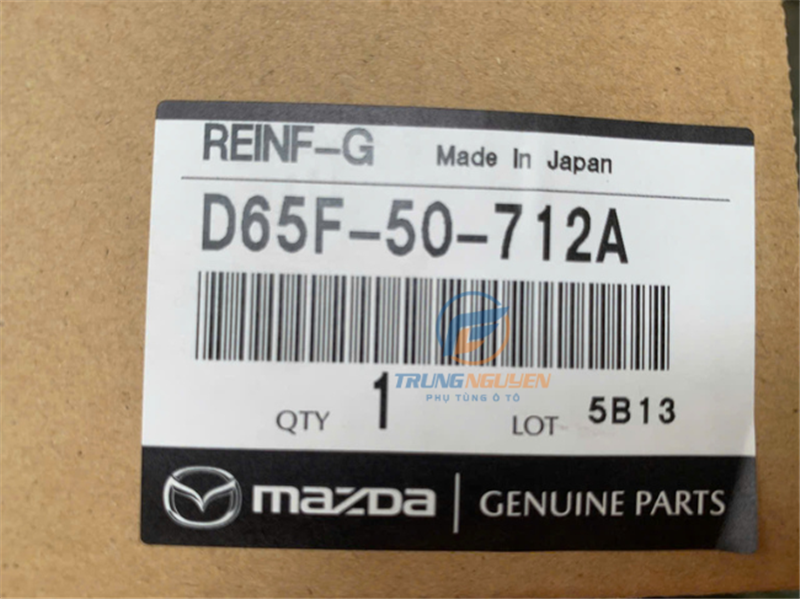 REINF-G Made In Japan
D65F-50-712A
TRUNG NGUYEN
PHỤ TÙNG Ô TÔ
QTY 1 LOT 5B13
mazda GENUINE PARTS